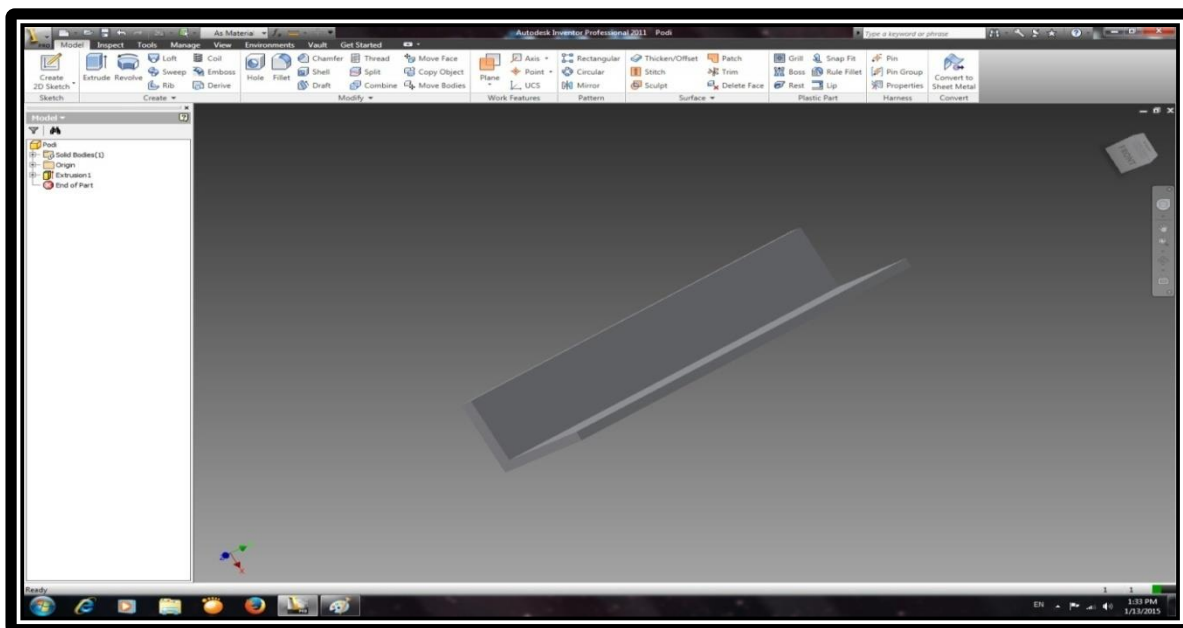 PRO
As Material
Autodesk Inventor Professional 2011 Podi
Type a keyword or phrase
Model Inspect Tools Manage View Environments Vault Get Started
Create 2D Sketch
Extrude Revolve
Loft
Sweep
Rib
Coil
Emboss
Derive
Hole Fillet
Chamfer
Shell
Draft
Thread
Split
Combine
Move Face
Copy Object
Move Bodies
Plane
Axis
Point
UCS
Rectangular
Circular
Mirror
Thicken/Offset
Stitch
Sculpt
Patch
Trim
Delete Face
Grill
Boss
Rest
Snap Fit
Rule Fillet
Lip
Pin
Pin Group
Properties
Convert to Sheet Metal
Sketch Create Modify Work Features Pattern Surface Plastic Part Harness Convert
Model
Podi
Solid Bodies(1)
Origin
Extrusion1
End of Part
FRONT
x
Ready
1 1
EN
1:33 PM
1/13/2015